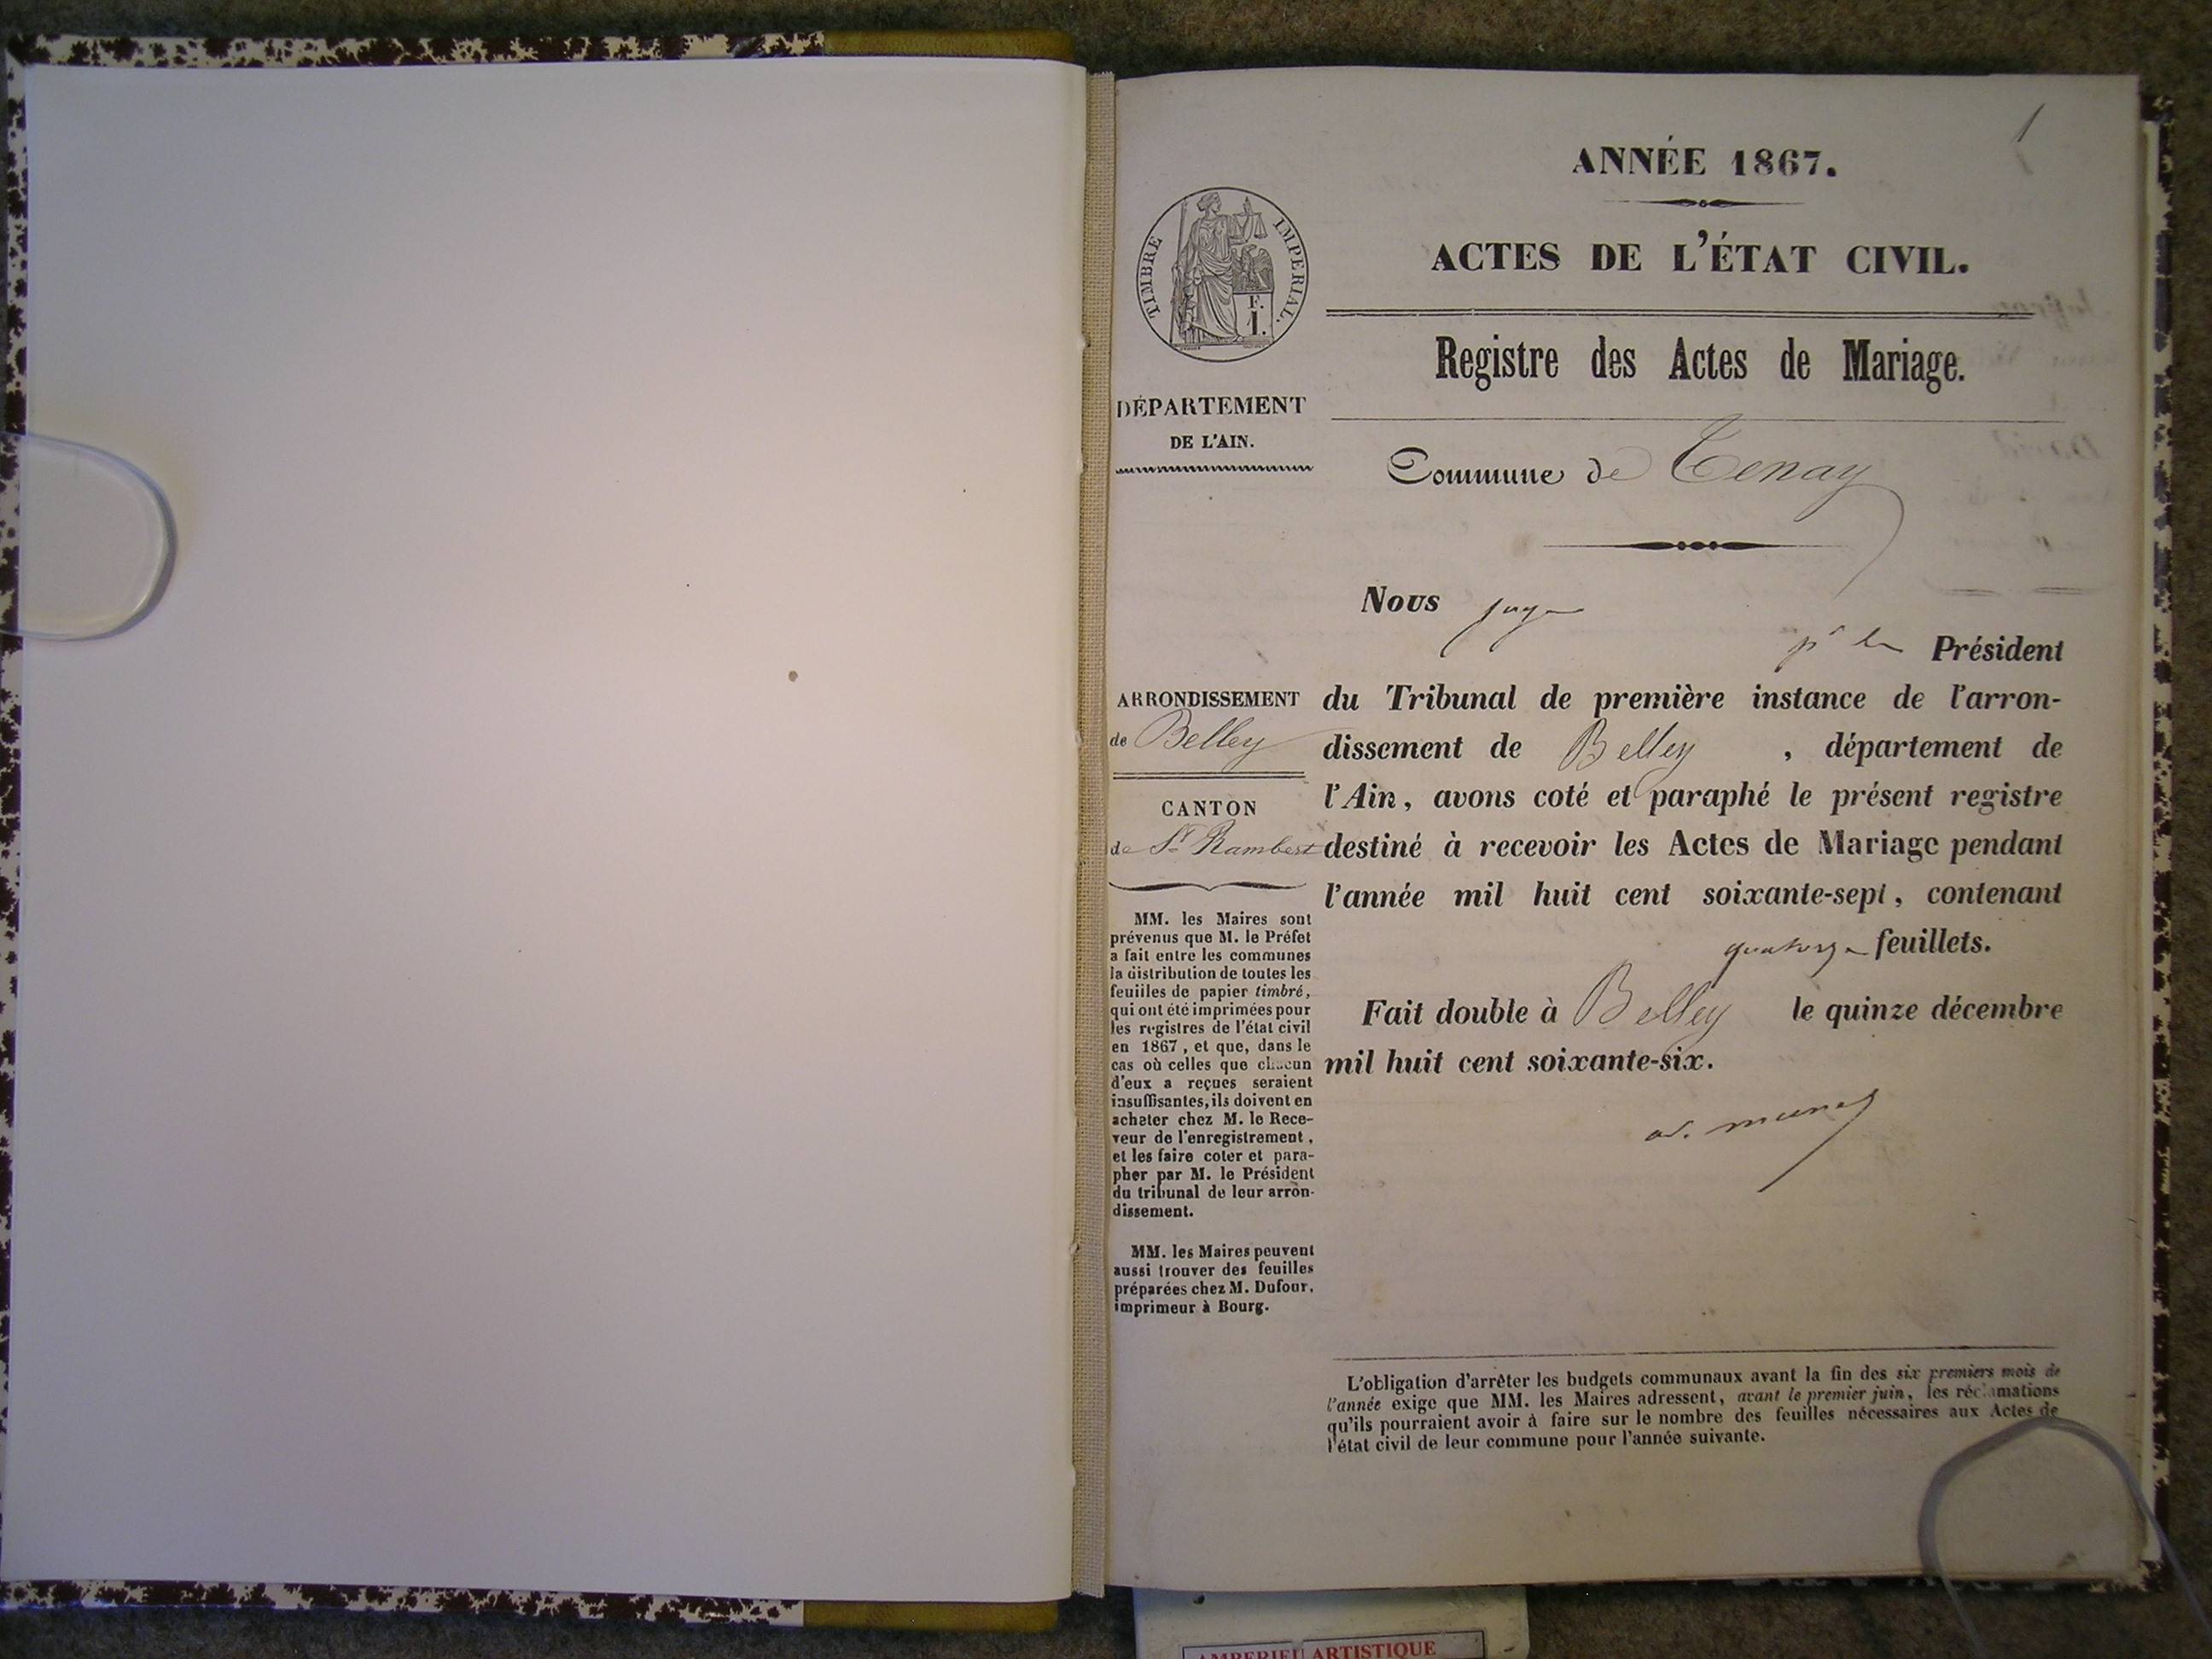 1
ANNÉE 1867.
ACTES DE L'ÉTAT CIVIL.
TIMBRE IMPERIAL.
F.
1.
Registre des Actes de Mariage.
DÉPARTEMENT
DE L'AIN.
Commune de Tenay
Nous juge
pr le Président
ARRONDISSEMENT
de Belley
CANTON
de St Rambert
du Tribunal de première instance de l'arron-
dissement de Belley , département de
l'Ain, avons coté et paraphé le présent registre
destiné à recevoir les Actes de Mariage pendant
l'année mil huit cent soixante-sept, contenant
quatorze feuillets.
Fait double à Belley le quinze décembre
mil huit cent soixante-six.
MM. les Maires sont
prévenus que M. le Préfet
a fait entre les communes
la distribution de toutes les
feuilles de papier timbré,
qui ont été imprimées pour
les registres de l'état civil
en 1867, et que, dans le
cas où celles que chacun
d'eux a reçues seraient
insuffisantes, ils doivent en
acheter chez M. le Rece-
veur de l'enregistrement,
et les faire coter et para-
pher par M. le Président
du tribunal de leur arron-
dissement.
MM. les Maires peuvent
aussi trouver des feuilles
préparées chez M. Dufour,
imprimeur à Bourg.
L'obligation d'arrêter les budgets communaux avant la fin des six premiers mois de
l'année exige que MM. les Maires adressent, avant le premier juin, les réclamations
qu'ils pourraient avoir à faire sur le nombre des feuilles nécessaires aux Actes de
l'état civil de leur commune pour l'année suivante.
AMBERIEU ARTISTIQUE